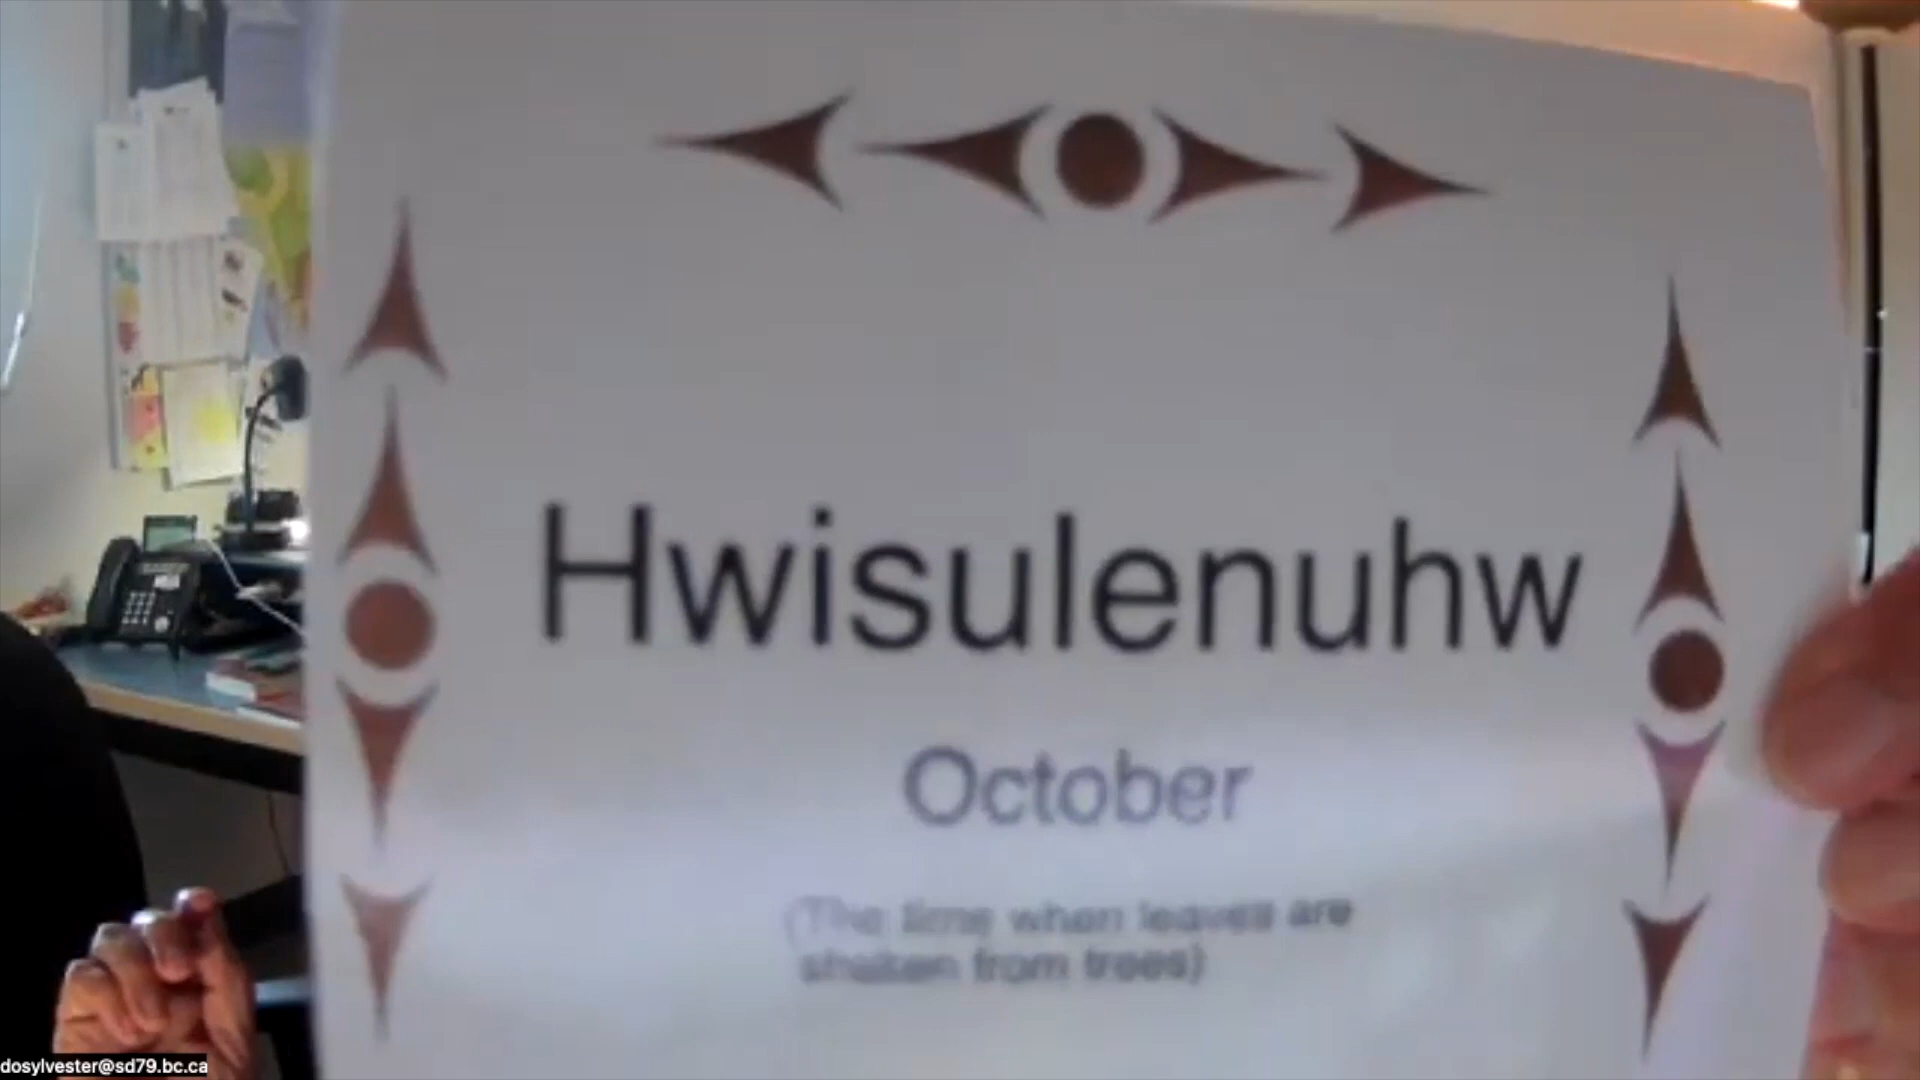 Hwisulenuhw
October
(The time when leaves are
shaken from trees)
dosylvester@sd79.bc.ca